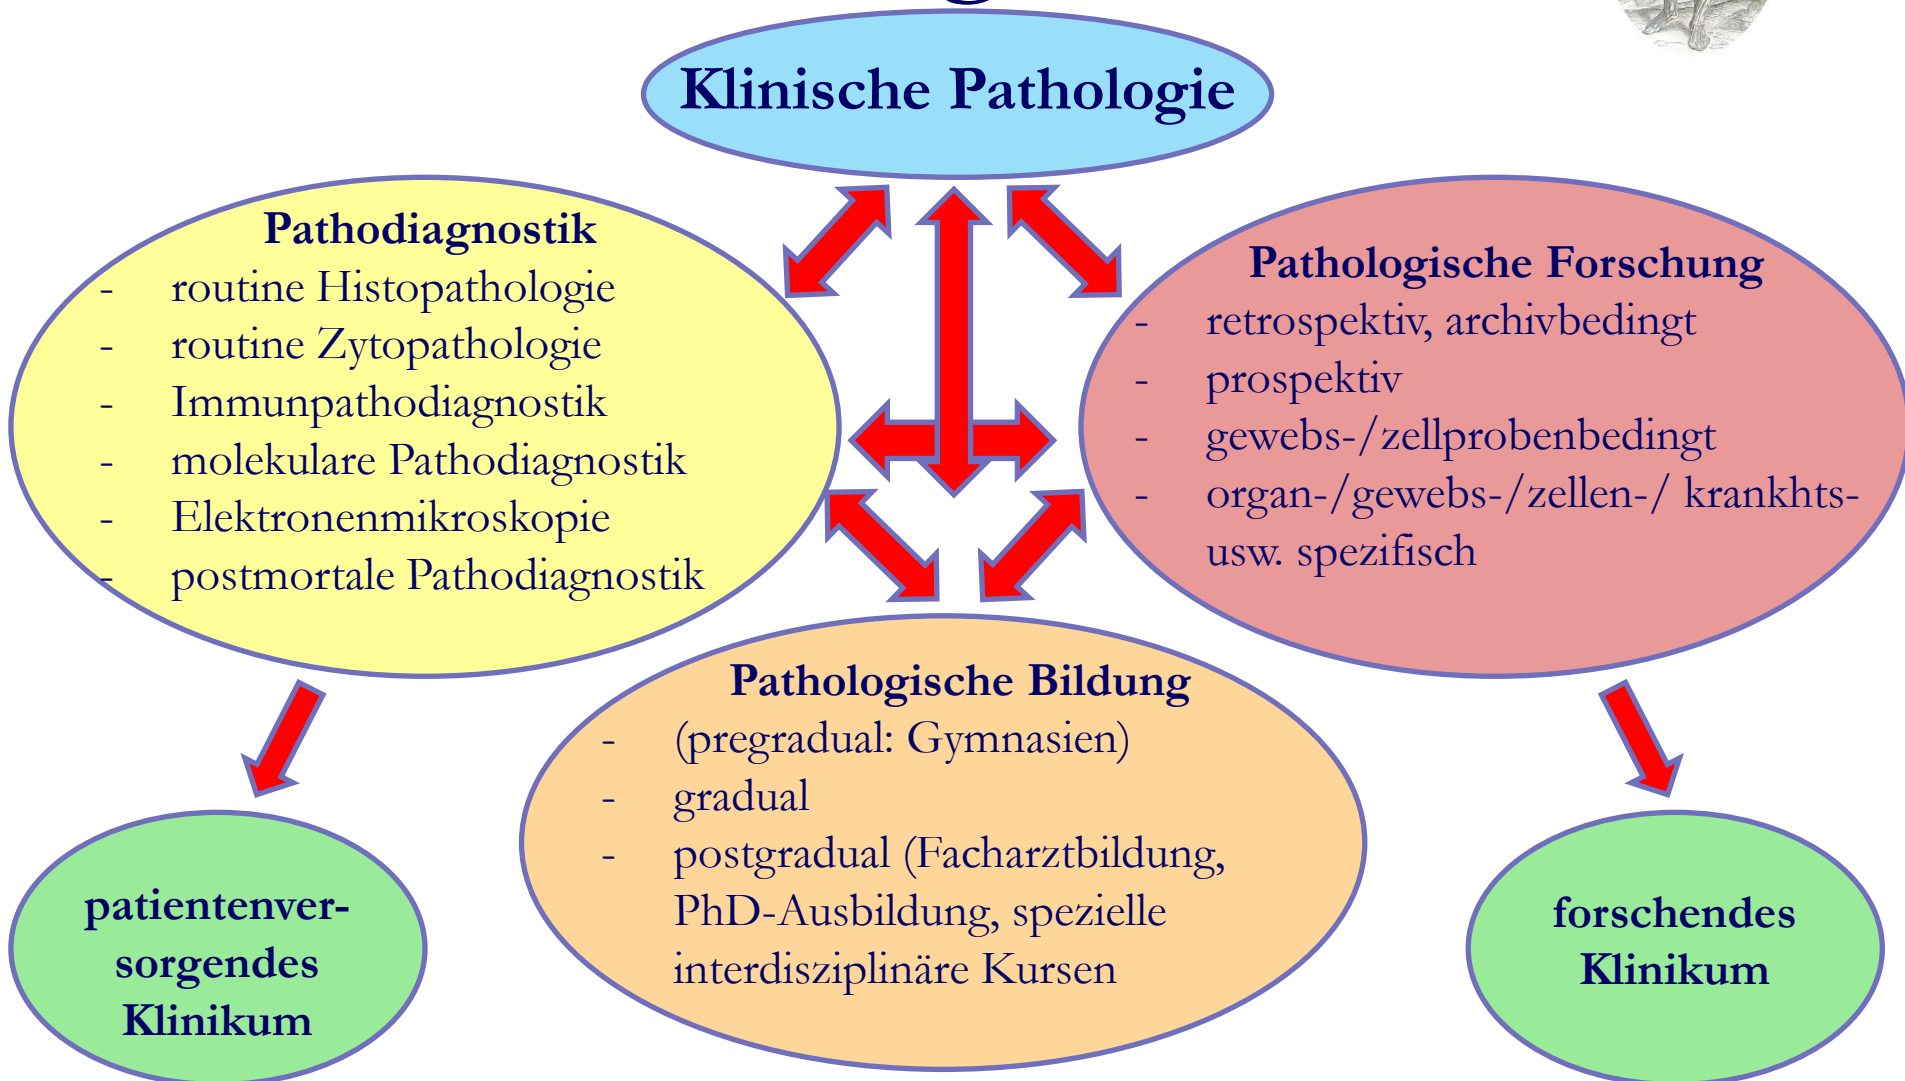 Klinische Pathologie
Pathodiagnostik
- routine Histopathologie
- routine Zytopathologie
- Immunpathodiagnostik
- molekulare Pathodiagnostik
- Elektronenmikroskopie
- postmortale Pathodiagnostik
Pathologische Forschung
- retrospektiv, archivbedingt
- prospektiv
- gewebs-/zellprobenbedingt
- organ-/gewebs-/zellen-/ krankhts-
usw. spezifisch
Pathologische Bildung
- (pregradual: Gymnasien)
- gradual
- postgradual (Facharztbildung,
PhD-Ausbildung, spezielle
interdisziplinäre Kursen
patientenver-
sorgendes
Klinikum
forschendes
Klinikum